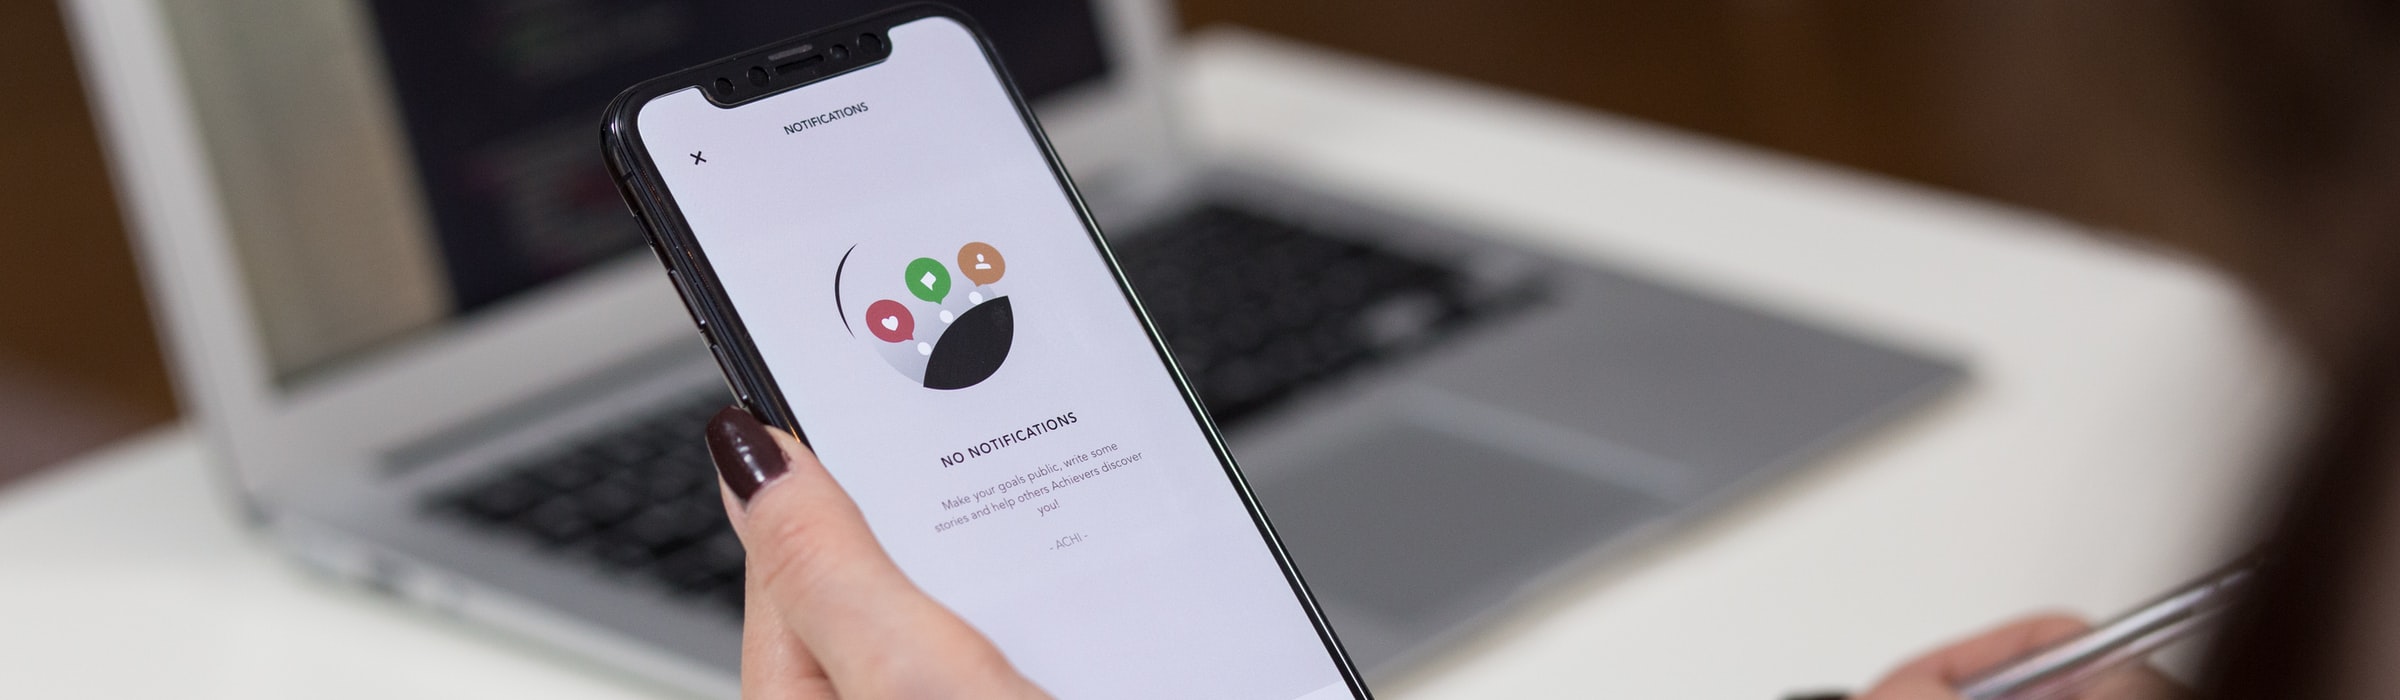 NOTIFICATIONS
NO NOTIFICATIONS
Make your goals public, write some
stories and help others Achievers discover
you!
- ACHI -